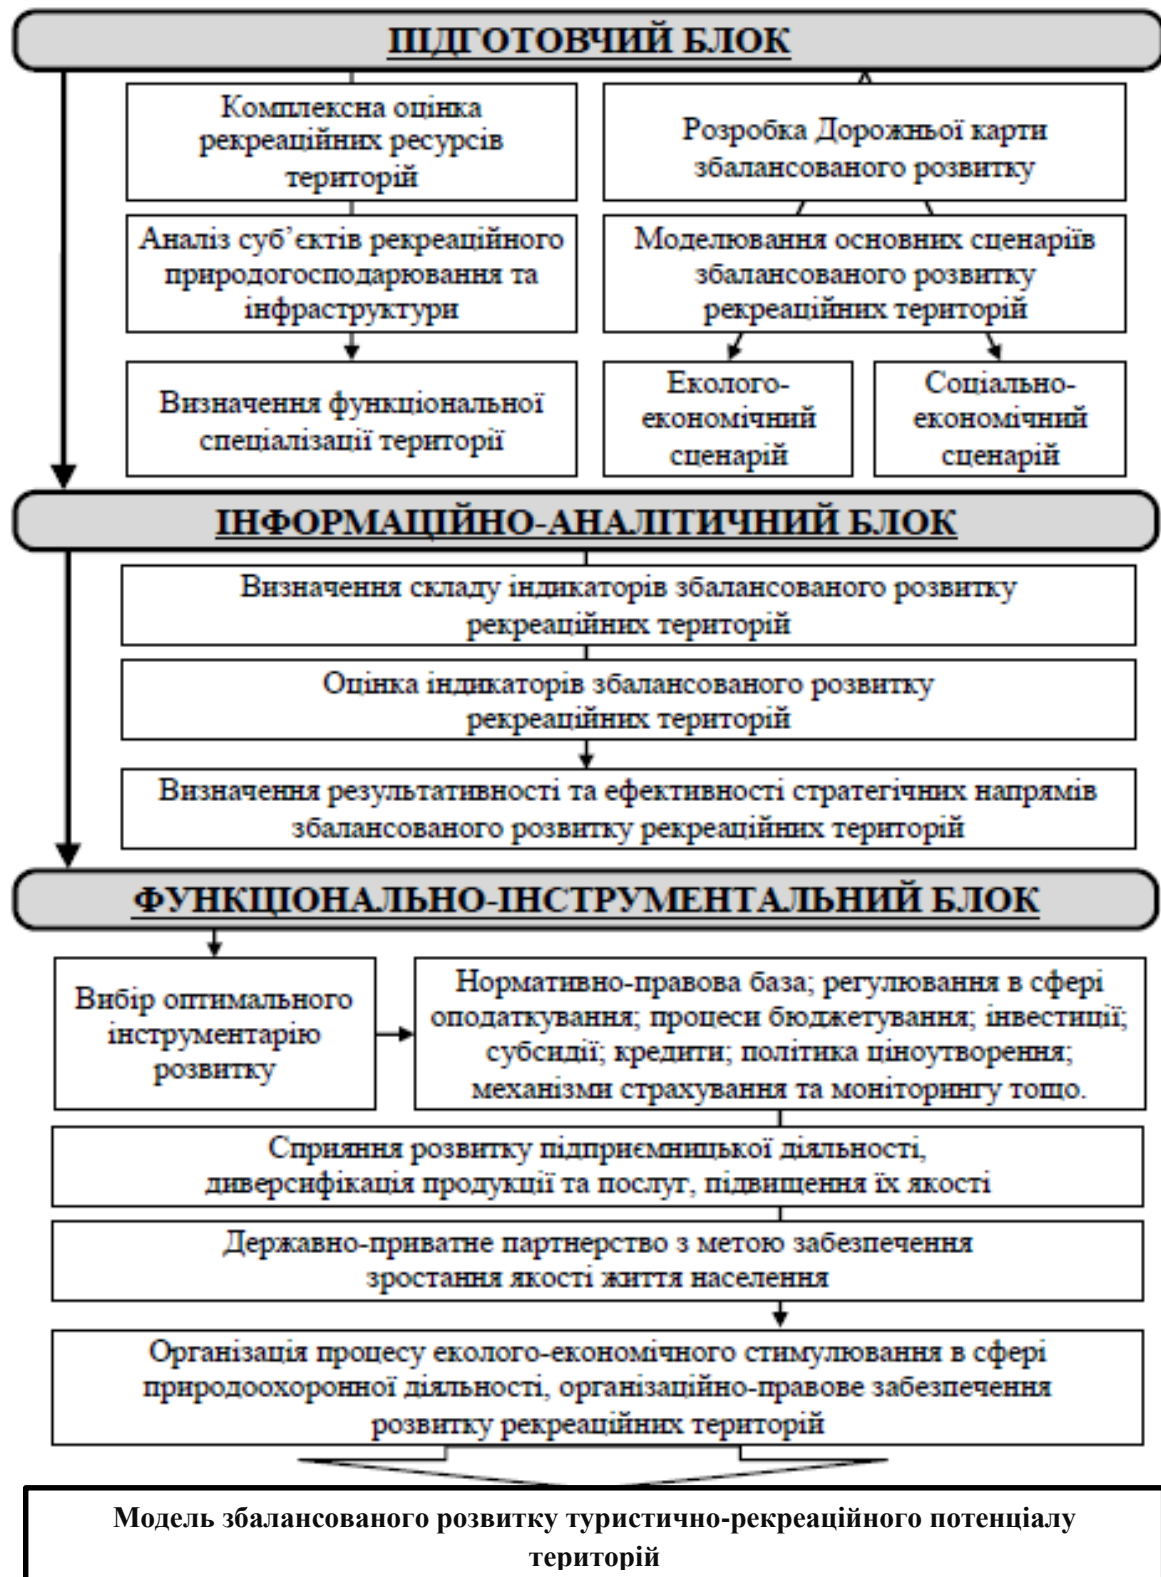 ПІДГОТОВЧИЙ БЛОК
Комплексна оцінка
рекреаційних ресурсів
територій
Аналіз суб’єктів рекреаційного
природогосподарювання та
інфраструктури
Визначення функціональної
спеціалізації території
Розробка Дорожньої карти
збалансованого розвитку
Моделювання основних сценаріїв
збалансованого розвитку
рекреаційних територій
Еколого-
економічний
сценарій
Соціально-
економічний
сценарій
ІНФОРМАЦІЙНО-АНАЛІТИЧНИЙ БЛОК
Визначення складу індикаторів збалансованого розвитку
рекреаційних територій
Оцінка індикаторів збалансованого розвитку
рекреаційних територій
Визначення результативності та ефективності стратегічних напрямів
збалансованого розвитку рекреаційних територій
ФУНКЦІОНАЛЬНО-ІНСТРУМЕНТАЛЬНИЙ БЛОК
Вибір оптимального
інструментарію
розвитку
Нормативно-правова база; регулювання в сфері
оподаткування; процеси бюджетування; інвестиції;
субсидії; кредити; політика ціноутворення;
механізми страхування та моніторингу тощо.
Сприяння розвитку підприємницької діяльності,
диверсифікація продукції та послуг, підвищення їх якості
Державно-приватне партнерство з метою забезпечення
зростання якості життя населення
Організація процесу еколого-економічного стимулювання в сфері
природоохоронної діяльності, організаційно-правове забезпечення
розвитку рекреаційних територій
Модель збалансованого розвитку туристично-рекреаційного потенціалу
територій